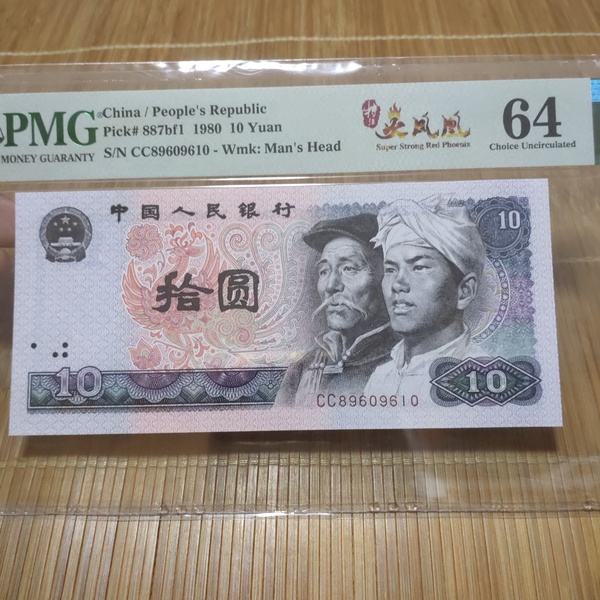 PMG
MONEY GUARANTY
China / People's Republic
Pick# 887bf1 1980 10 Yuan
S/N CC89609610 - Wmk: Man's Head
炎凤凰
Super Strong Red Phoenix
64
Choice Uncirculated
中国人民银行
10
拾圆
10
CC89609610
10